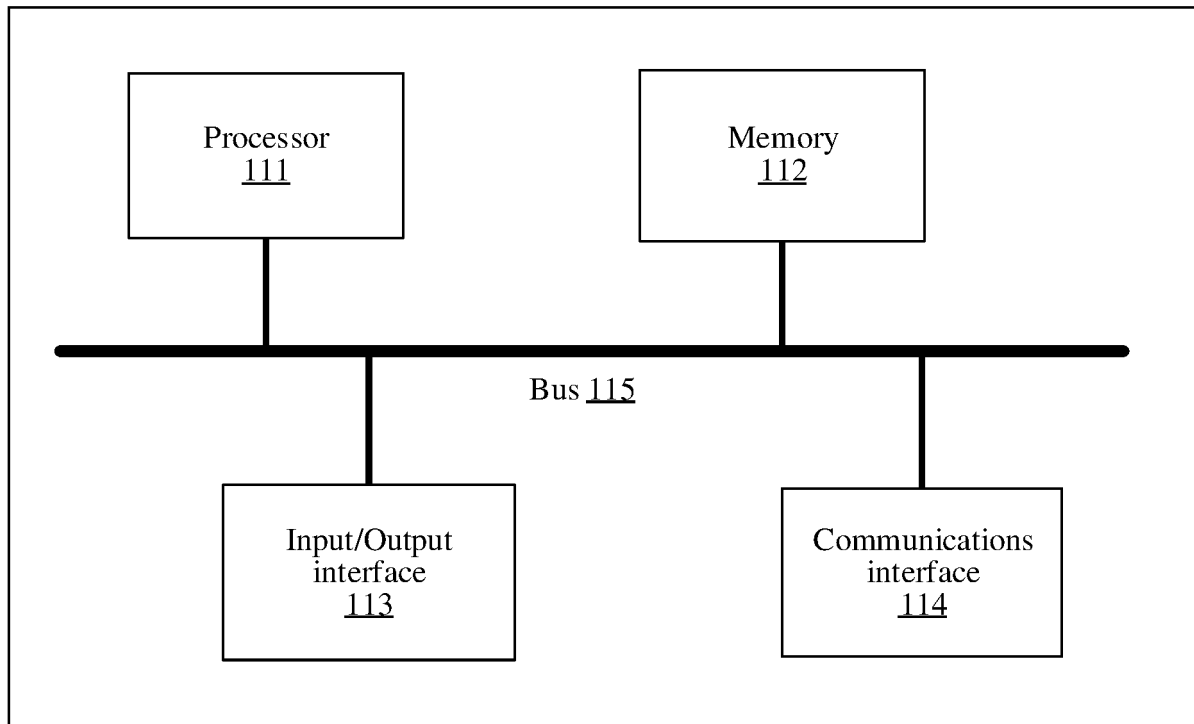 Processor
111
Memory
112
Bus 115
Input/Output
interface
113
Communications
interface
114